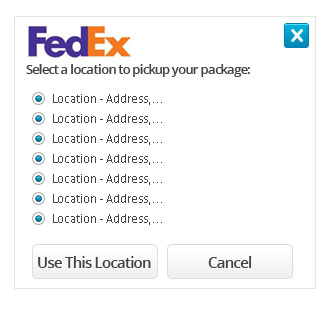 FedEx
Select a location to pickup your package:
Location - Address,...
Location - Address,...
Location - Address,...
Location - Address,...
Location - Address,...
Location - Address,...
Location - Address,...
Use This Location
Cancel